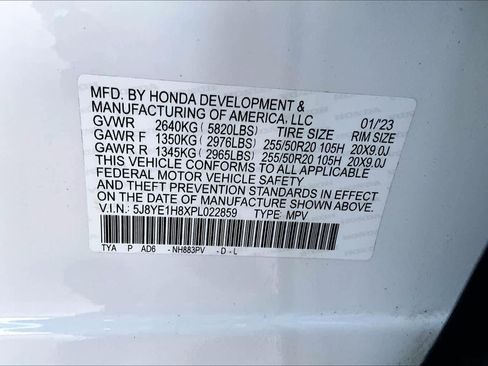 MFD. BY HONDA DEVELOPMENT &
MANUFACTURING OF AMERICA, LLC 01/23
GVWR 2640KG ( 5820LBS) TIRE SIZE RIM SIZE
GAWR F 1350KG ( 2976LBS) 255/50R20 105H 20X9.0J
GAWR R 1345KG ( 2965LBS) 255/50R20 105H 20X9.0J
THIS VEHICLE CONFORMS TO ALL APPLICABLE
FEDERAL MOTOR VEHICLE SAFETY
AND THEFT PREVENTION STANDARDS IN EFFECT
ON THE DATE OF MANUFACTURE SHOWN ABOVE.
V.I.N.: 5J8YE1H8XPL022859 TYPE: MPV
TYA P AD6 -NH883PV -D-L